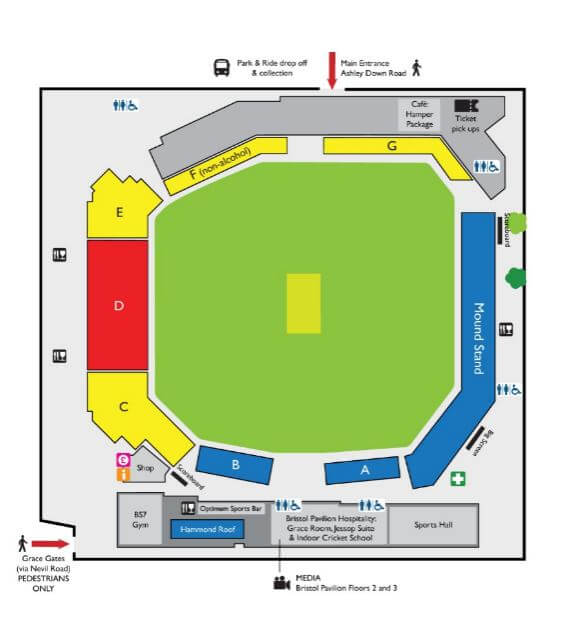 Park & Ride drop off
& collection
Main Entrance
Ashley Down Road
Café:
Hamper
Package
Ticket
pick ups
F (non-alcohol)
G
E
Scoreboard
D
Mound Stand
C
Big Screen
Shop
Scoreboard
B
A
BS7
Gym
Optimum Sports Bar
Hammond Roof
Bristol Pavilion Hospitality:
Grace Room, Jessop Suite
& Indoor Cricket School
Sports Hall
Grace Gates
(via Nevil Road)
PEDESTRIANS
ONLY
MEDIA
Bristol Pavilion Floors 2 and 3